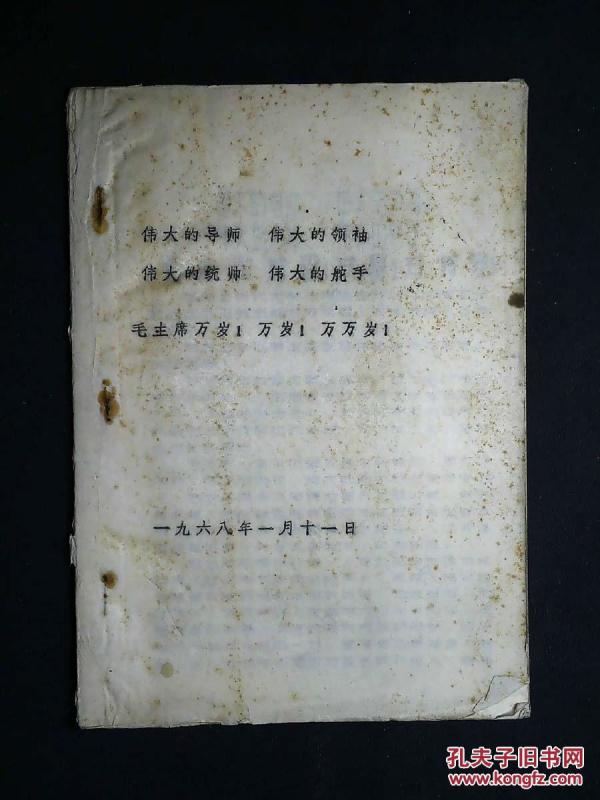 伟大的导师 伟大的领袖
伟大的统师 伟大的舵手
毛主席万岁！万岁！万万岁！
一九六八年一月十一日
孔夫子旧书网
www.kongfz.com